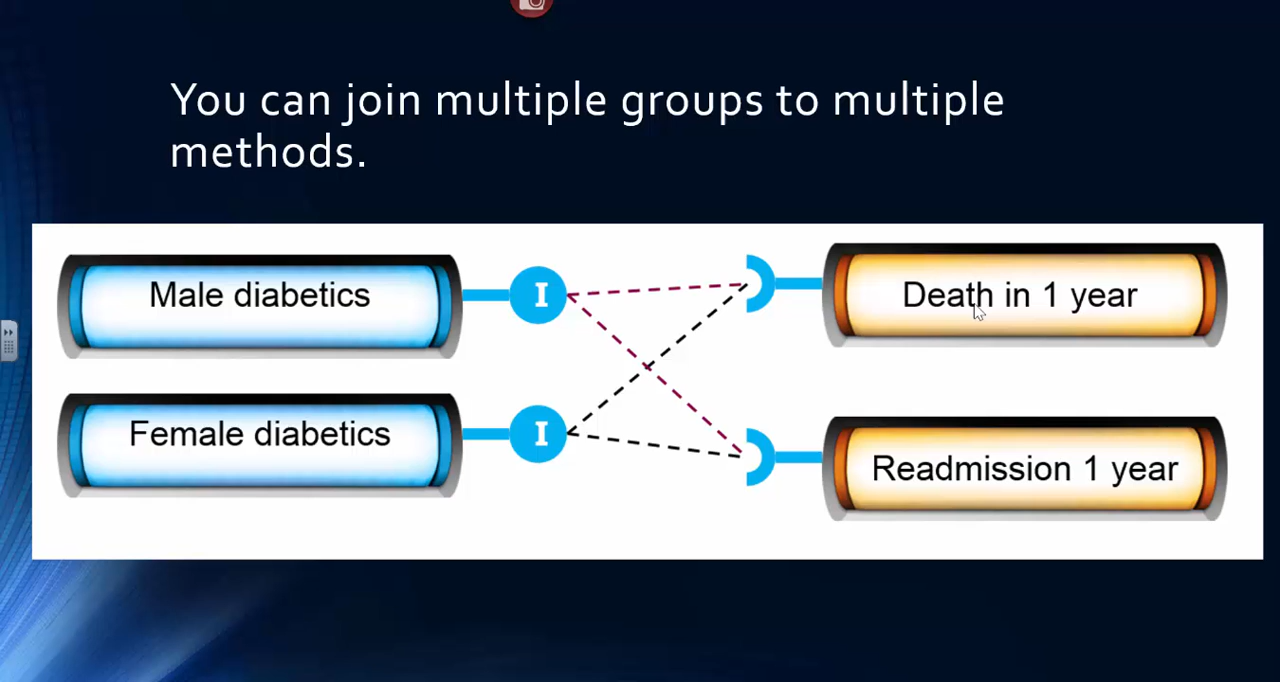 You can join multiple groups to multiple
methods.
Male diabetics
I
Death in 1 year
Female diabetics
I
Readmission 1 year